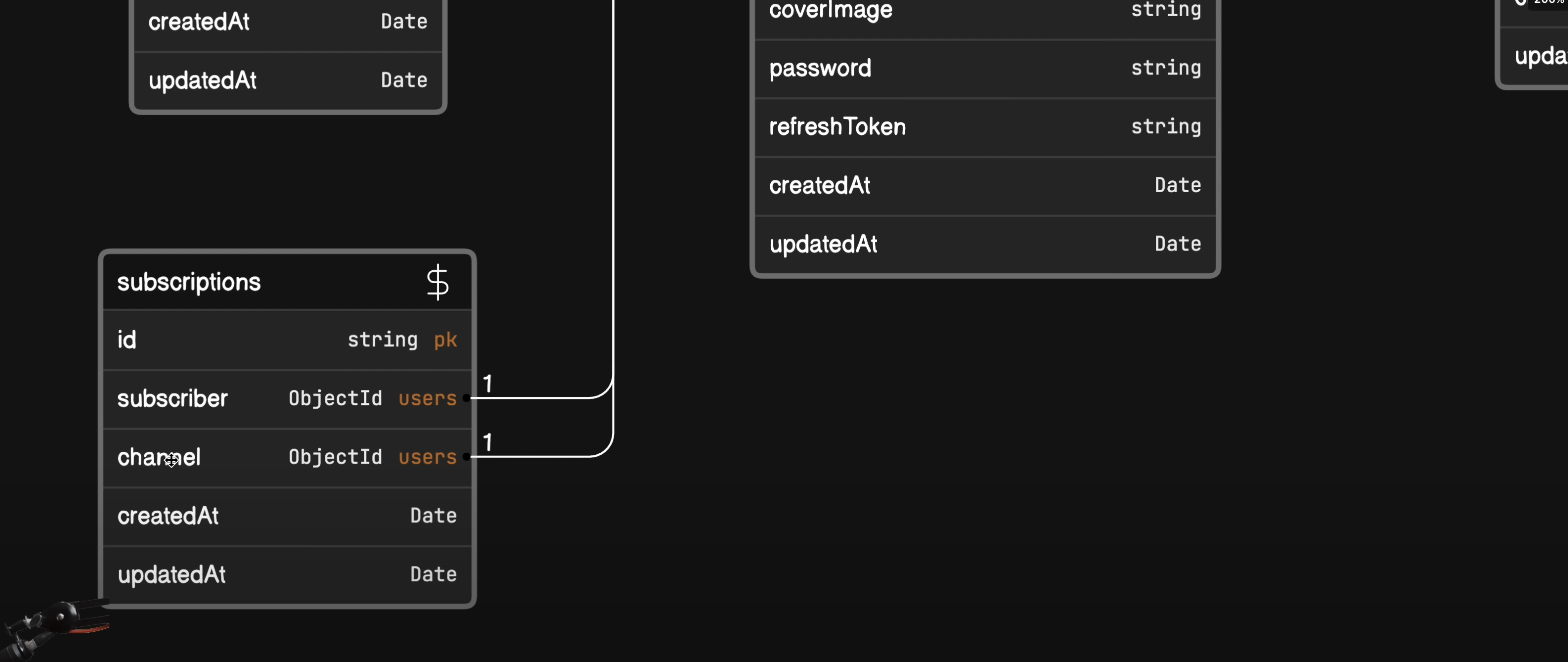 createdAt Date
updatedAt Date
coverImage string
password string
refreshToken string
createdAt Date
updatedAt Date
200%
upda
subscriptions $
id string pk
subscriber ObjectId users 1
channel ObjectId users 1
createdAt Date
updatedAt Date